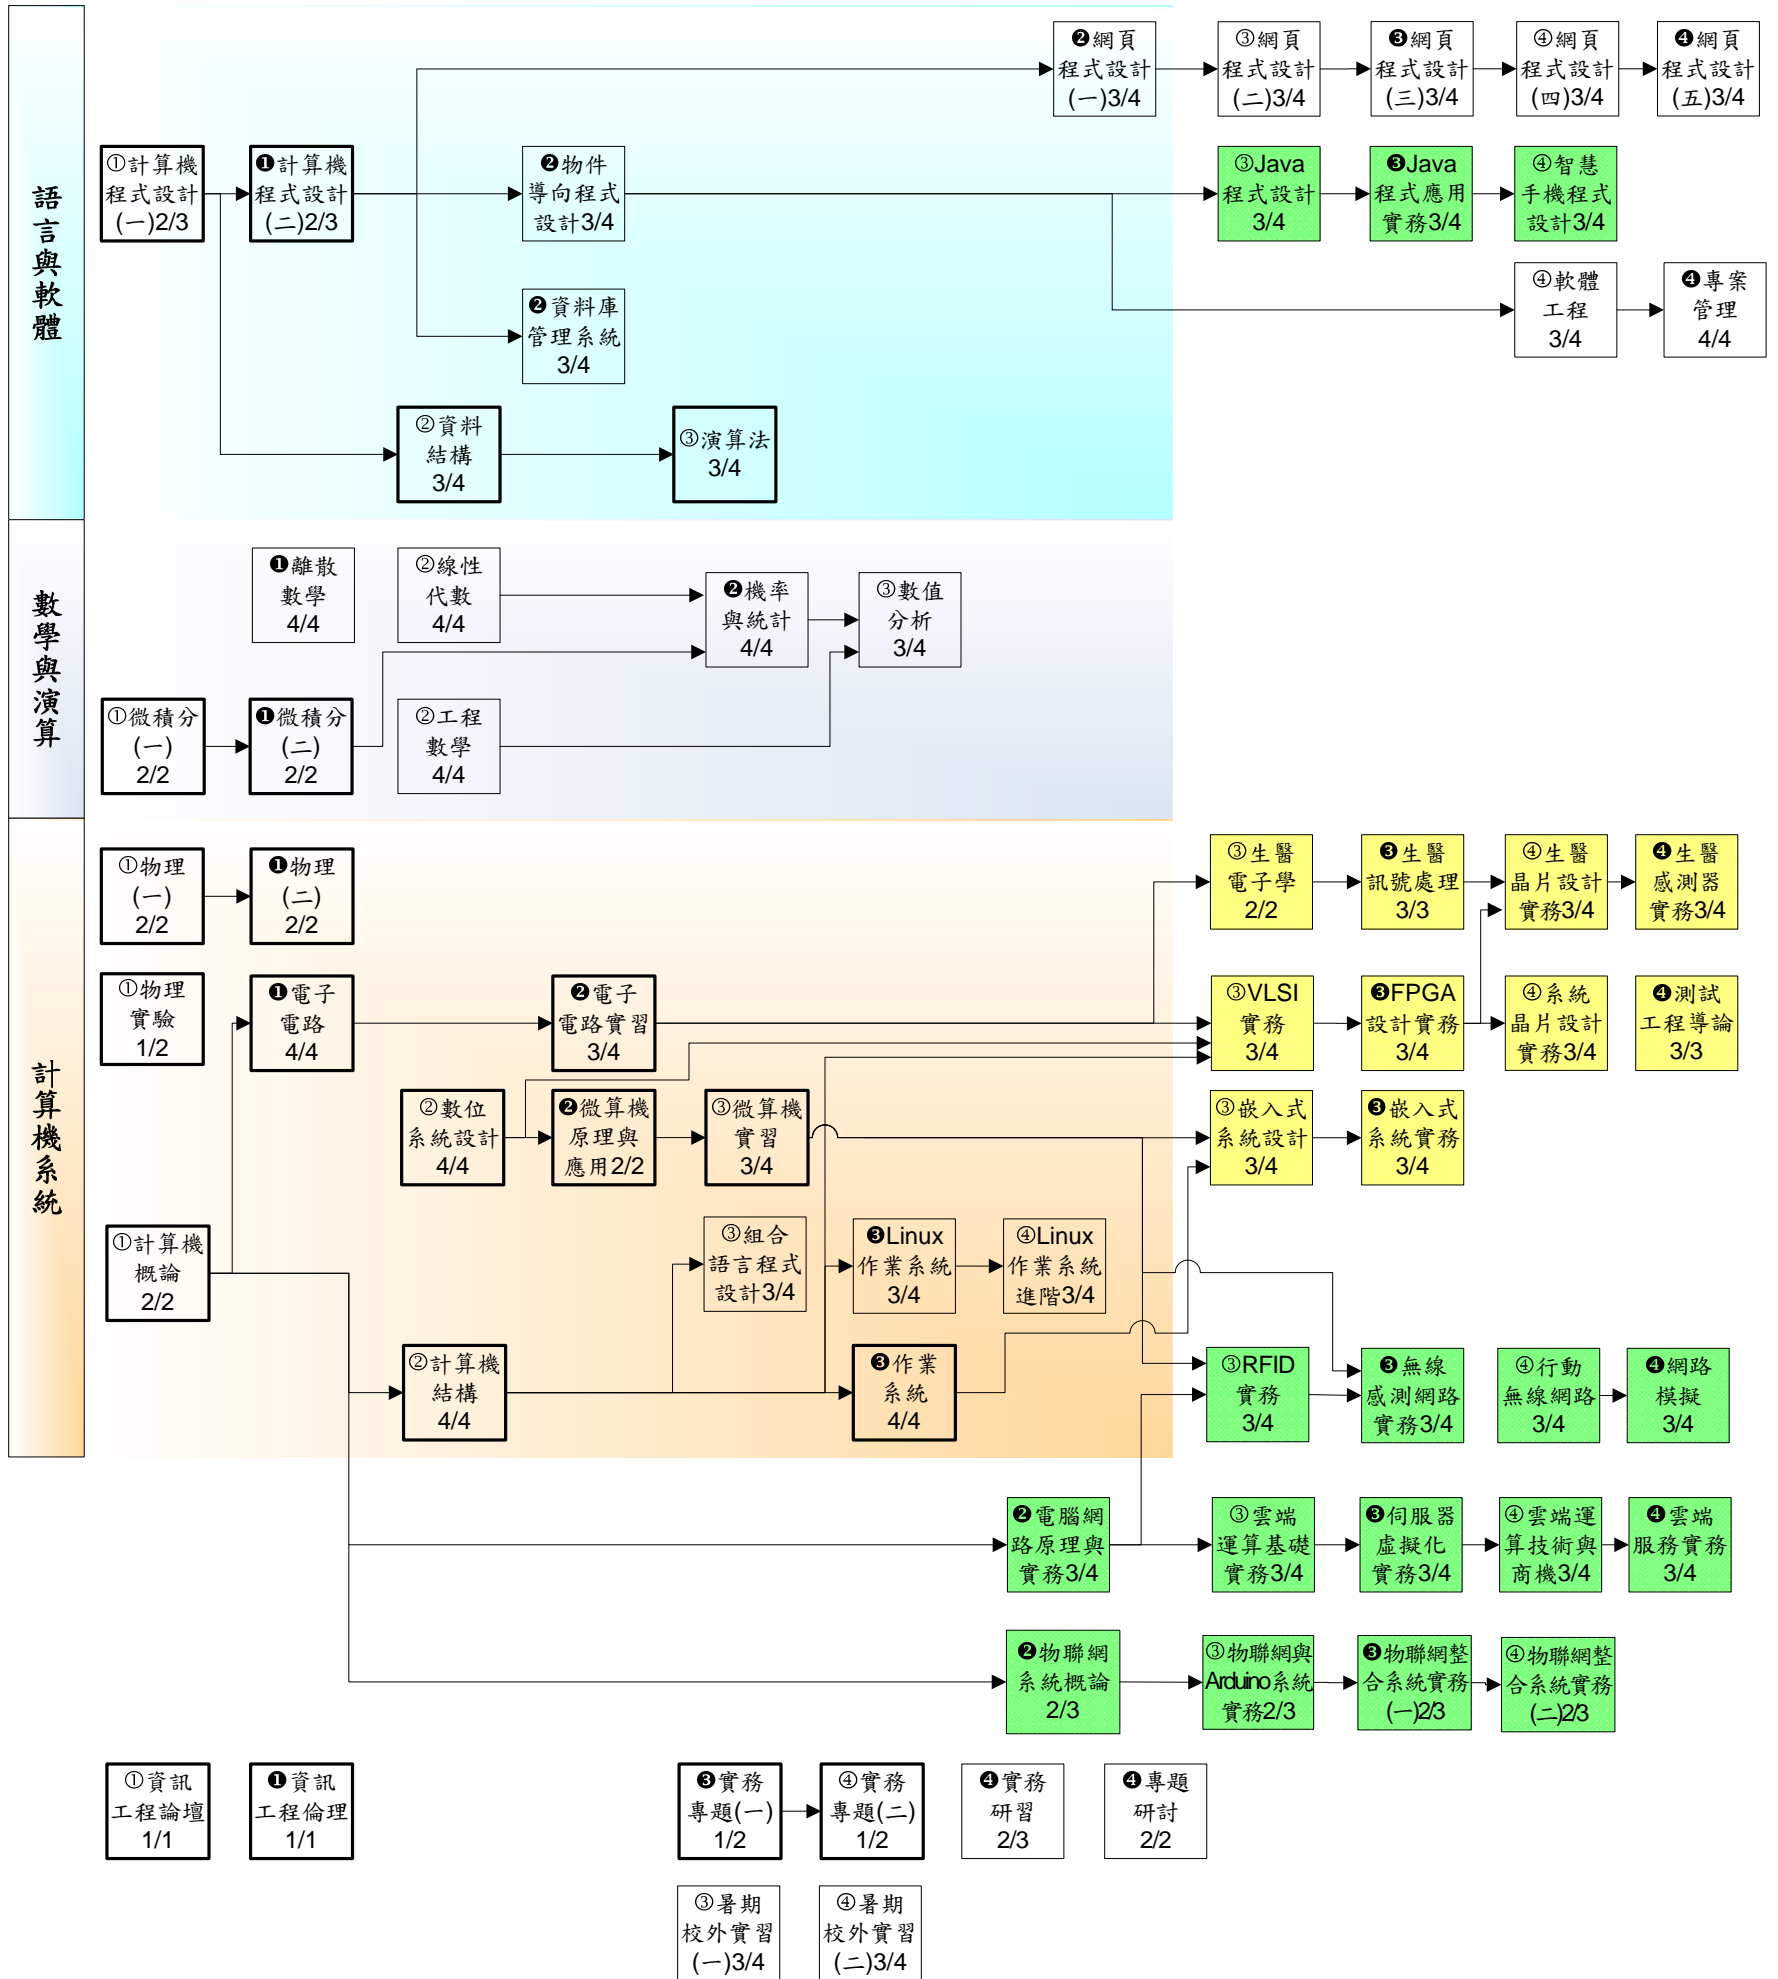 語言與軟體
❷網頁
程式設計
(一)3/4
③網頁
程式設計
(二)3/4
❸網頁
程式設計
(三)3/4
④網頁
程式設計
(四)3/4
❹網頁
程式設計
(五)3/4
①計算機
程式設計
(一)2/3
❶計算機
程式設計
(二)2/3
❷物件
導向程式
設計3/4
③Java
程式設計
3/4
❸Java
程式應用
實務3/4
④智慧
手機程式
設計3/4
❷資料庫
管理系統
3/4
④軟體
工程
3/4
❹專案
管理
4/4
②資料
結構
3/4
③演算法
3/4
數學與演算
❶離散
數學
4/4
②線性
代數
4/4
❷機率
與統計
4/4
③數值
分析
3/4
①微積分
(一)
2/2
❶微積分
(二)
2/2
②工程
數學
4/4
計算機系統
①物理
(一)
2/2
❶物理
(二)
2/2
③生醫
電子學
2/2
❸生醫
訊號處理
3/3
④生醫
晶片設計
實務3/4
❹生醫
感測器
實務3/4
①物理
實驗
1/2
❶電子
電路
4/4
❷電子
電路實習
3/4
③VLSI
實務
3/4
❸FPGA
設計實務
3/4
④系統
晶片設計
實務3/4
❹測試
工程導論
3/3
②數位
系統設計
4/4
❷微算機
原理與
應用2/2
③微算機
實習
3/4
③嵌入式
系統設計
3/4
❸嵌入式
系統實務
3/4
①計算機
概論
2/2
③組合
語言程式
設計3/4
❸Linux
作業系統
3/4
④Linux
作業系統
進階3/4
②計算機
結構
4/4
❸作業
系統
4/4
③RFID
實務
3/4
❸無線
感測網路
實務3/4
④行動
無線網路
3/4
❹網路
模擬
3/4
❷電腦網
路原理與
實務3/4
③雲端
運算基礎
實務3/4
❸伺服器
虛擬化
實務3/4
④雲端運
算技術與
商機3/4
❹雲端
服務實務
3/4
❷物聯網
系統概論
2/3
③物聯網與
Arduino系統
實務2/3
❸物聯網整
合系統實務
(一)2/3
④物聯網整
合系統實務
(二)2/3
①資訊
工程論壇
1/1
❶資訊
工程倫理
1/1
❸實務
專題(一)
1/2
④實務
專題(二)
1/2
❹實務
研習
2/3
❹專題
研討
2/2
③暑期
校外實習
(一)3/4
④暑期
校外實習
(二)3/4